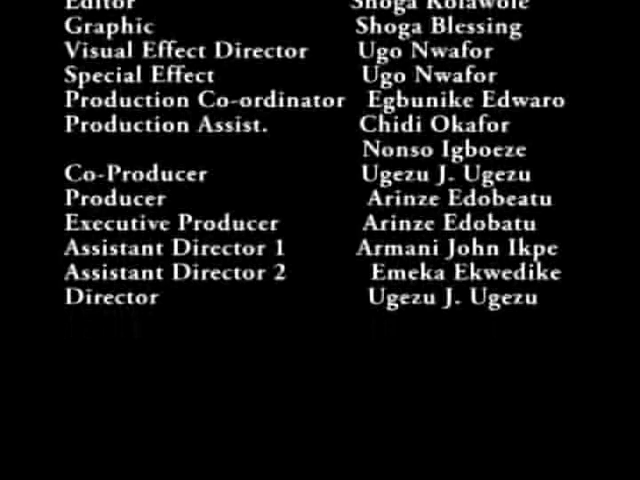 Editor Shoga Kolawole
Graphic Shoga Blessing
Visual Effect Director Ugo Nwafor
Special Effect Ugo Nwafor
Production Co-ordinator Egbunike Edwaro
Production Assist. Chidi Okafor
Nonso Igboeze
Co-Producer Ugezu J. Ugezu
Producer Arinze Edobeatu
Executive Producer Arinze Edobatu
Assistant Director 1 Armani John Ikpe
Assistant Director 2 Emeka Ekwedike
Director Ugezu J. Ugezu